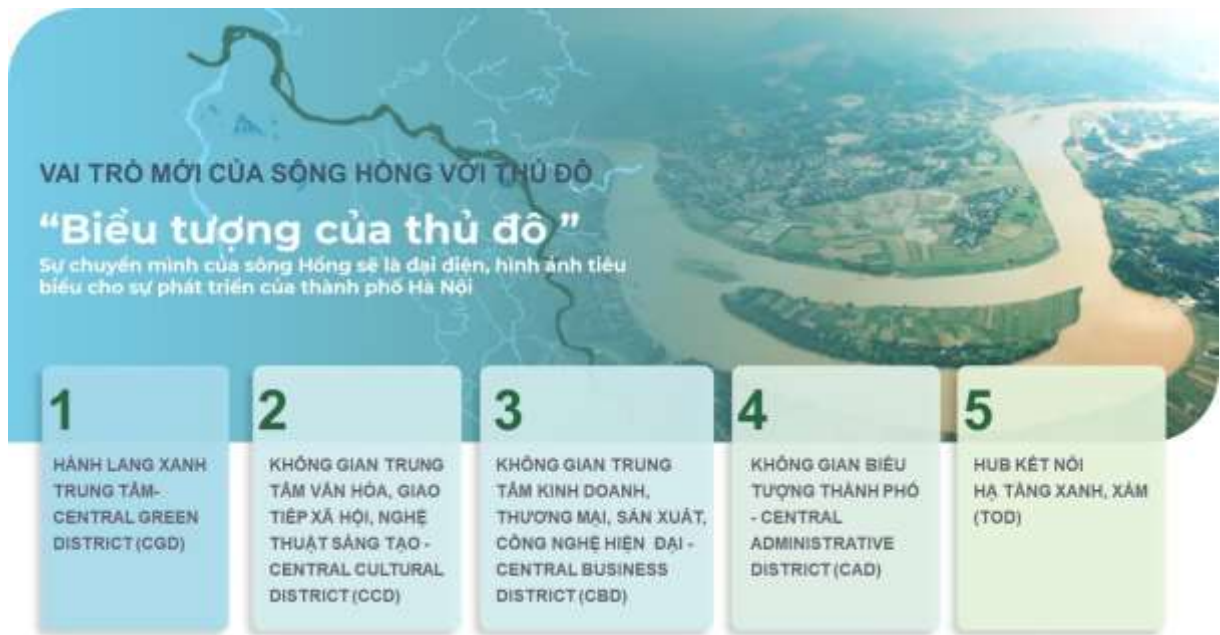 VAI TRÒ MỚI CỦA SÔNG HỒNG VỚI THỦ ĐÔ
“Biểu tượng của thủ đô ”
Sự chuyển mình của sông Hồng sẽ là đại diện, hình ảnh tiêu
biểu cho sự phát triển của thành phố Hà Nội
1
HÀNH LANG XANH
TRUNG TÂM-
CENTRAL GREEN
DISTRICT (CGD)
2
KHÔNG GIAN TRUNG
TÂM VĂN HÓA, GIAO
TIẾP XÃ HỘI, NGHỆ
THUẬT SÁNG TẠO -
CENTRAL CULTURAL
DISTRICT (CCD)
3
KHÔNG GIAN TRUNG
TÂM KINH DOANH,
THƯƠNG MẠI, SẢN XUẤT,
CÔNG NGHỆ HIỆN ĐẠI -
CENTRAL BUSINESS
DISTRICT (CBD)
4
KHÔNG GIAN BIỂU
TƯỢNG THÀNH PHỐ
- CENTRAL
ADMINISTRATIVE
DISTRICT (CAD)
5
HUB KẾT NỐI
HẠ TẦNG XANH, XÁM
(TOD)